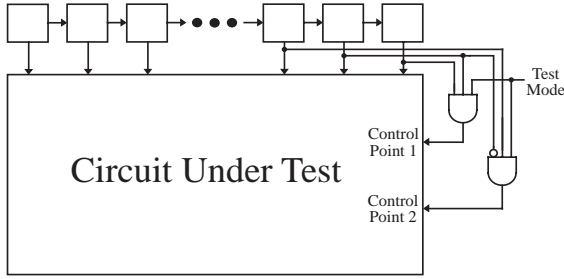 Test
Mode
Control
Point 1
Circuit Under Test
Control
Point 2